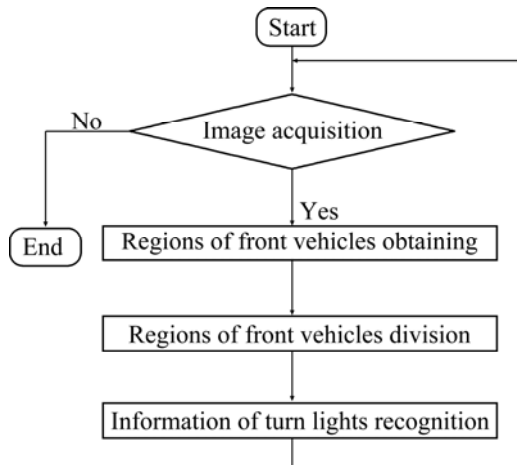 Start
Image acquisition
No
Yes
End
Regions of front vehicles obtaining
Regions of front vehicles division
Information of turn lights recognition